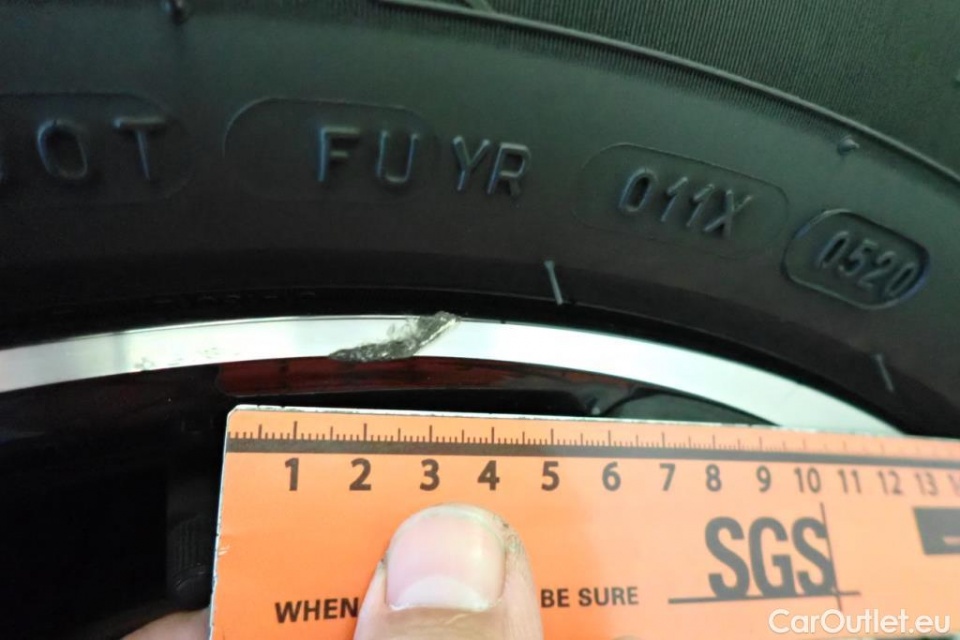 OT FU YR 011X 0520
1 2 3 4 5 6 7 8 9 10 11 12 13
SGS
WHEN BE SURE
CarOutlet.eu